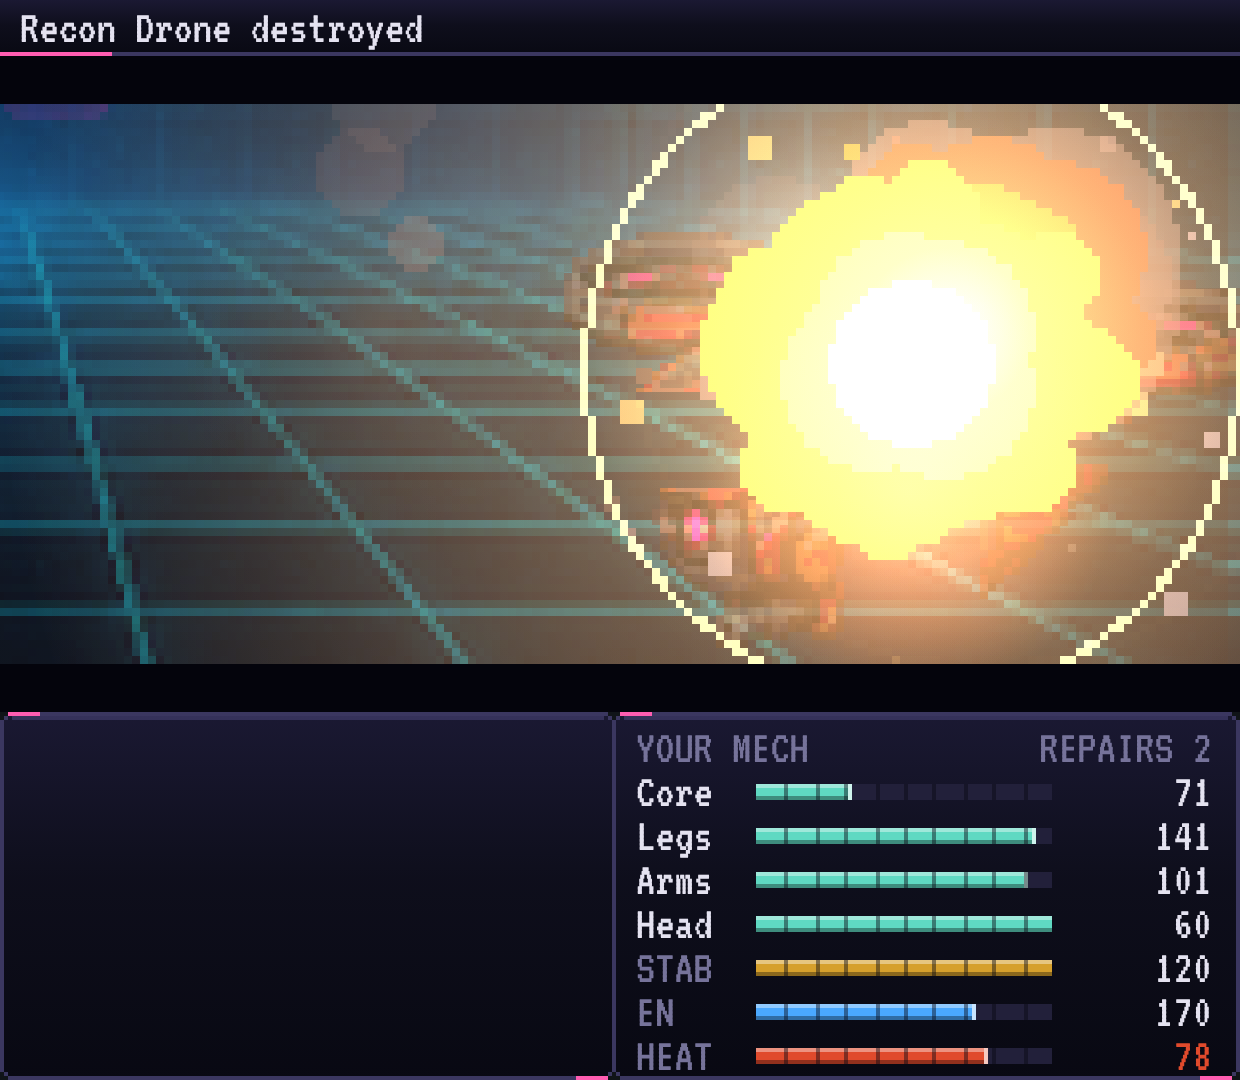 Recon Drone destroyed
YOUR MECH REPAIRS 2
Core 71
Legs 141
Arms 101
Head 60
STAB 120
EN 170
HEAT 78